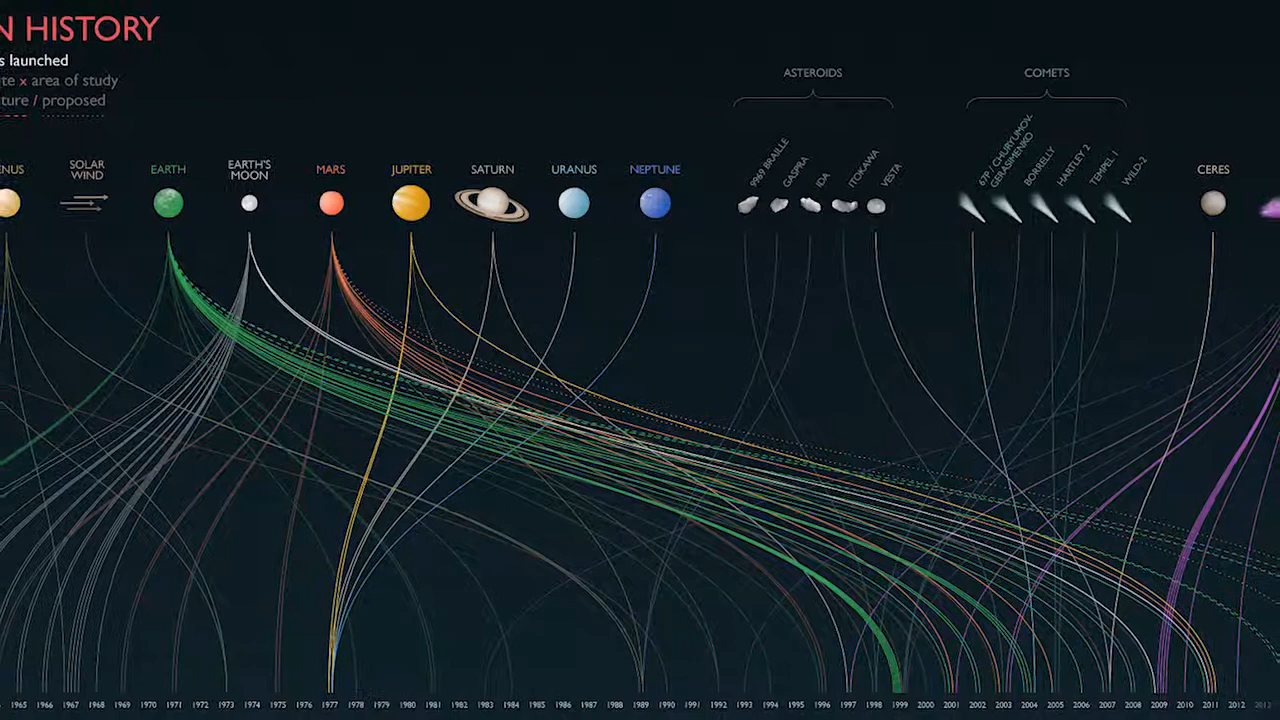 N HISTORY
s launched
te x area of study
ture / proposed
ASTEROIDS
COMETS
ENUS
SOLAR
WIND
EARTH
EARTH'S
MOON
MARS
JUPITER
SATURN
URANUS
NEPTUNE
9969 BRAILLE
GASPRA
IDA
ITOKAWA
VESTA
67P / CHURYUMOV-
GERASIMENKO
BORRELLY
HARTLEY 2
TEMPEL 1
WILD-2
CERES
1965 1966 1967 1968 1969 1970 1971 1972 1973 1974 1975 1976 1977 1978 1979 1980 1981 1982 1983 1984 1985 1986 1987 1988 1989 1990 1991 1992 1993 1994 1995 1996 1997 1998 1999 2000 2001 2002 2003 2004 2005 2006 2007 2008 2009 2010 2011 2012 2013